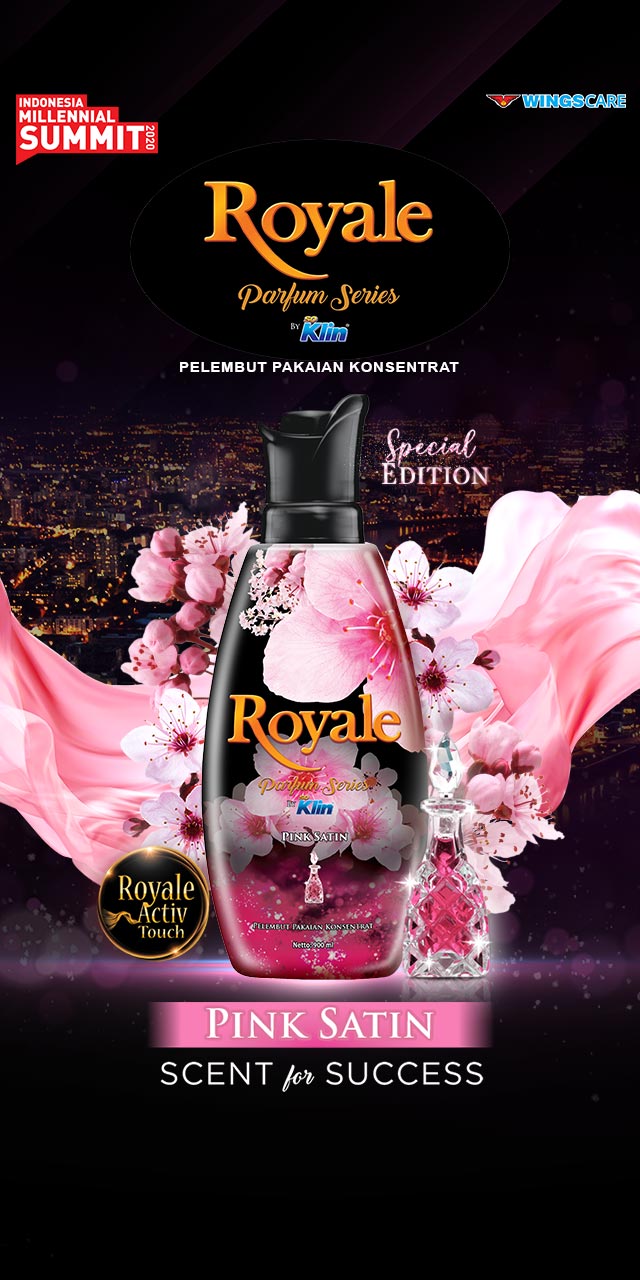 INDONESIA
MILLENNIAL
SUMMIT 2020
WINGSCARE
Royale
Parfum Series
BY So Klin
PELEMBUT PAKAIAN KONSENTRAT
Special
EDITION
Royale
Parfum Series
BY So Klin
PINK SATIN
PELEMBUT PAKAIAN KONSENTRAT
Netto: 900 ml
Royale
Activ
Touch
PINK SATIN
SCENT for SUCCESS